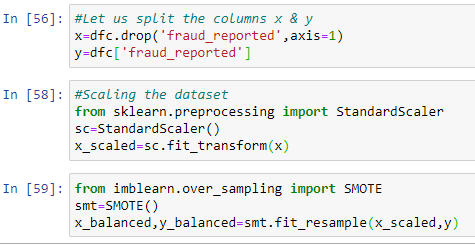 In [56]: #Let us split the columns x & y
x=dfc.drop('fraud_reported',axis=1)
y=dfc['fraud_reported']
In [58]: #Scaling the dataset
from sklearn.preprocessing import StandardScaler
sc=StandardScaler()
x_scaled=sc.fit_transform(x)
In [59]: from imblearn.over_sampling import SMOTE
smt=SMOTE()
x_balanced,y_balanced=smt.fit_resample(x_scaled,y)